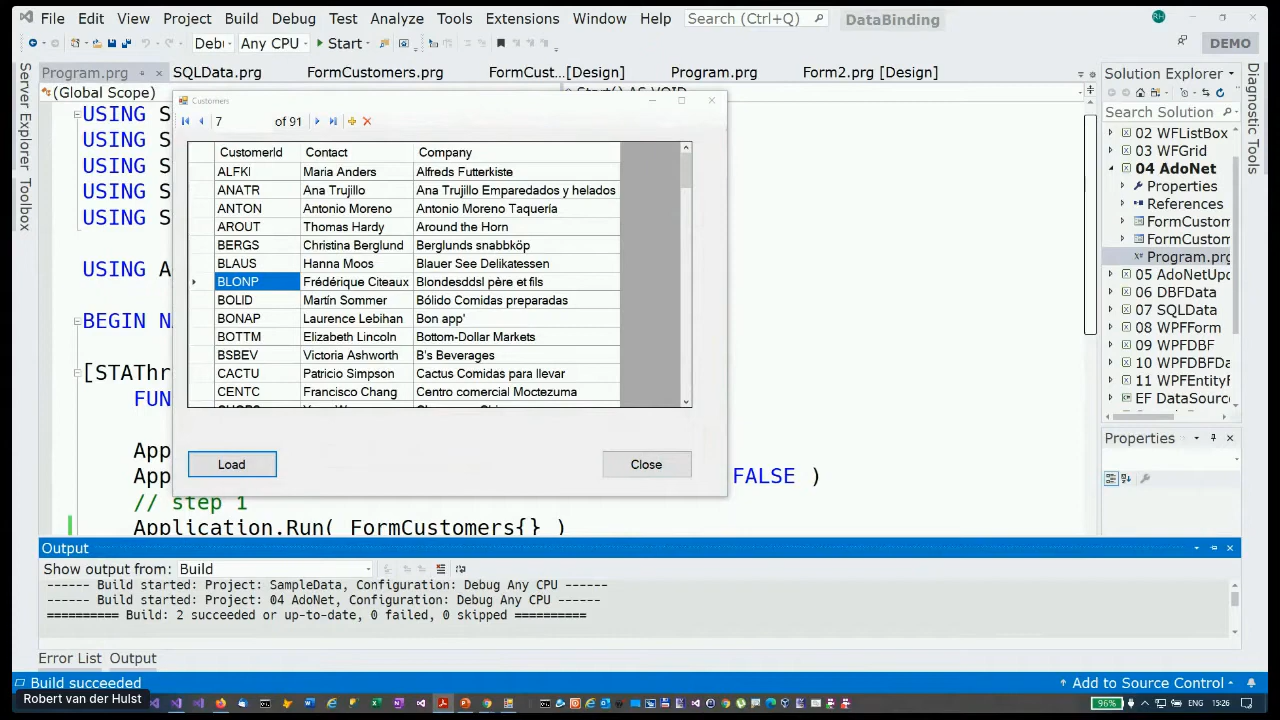 File Edit View Project Build Debug Test Analyze Tools Extensions Window Help Search (Ctrl+Q) DataBinding RH
Debu Any CPU Start DEMO
Program.prg SQLData.prg FormCustomers.prg FormCust...[Design] Program.prg Form2.prg [Design]
(Global Scope) Start() AS VOID
Server Explorer Toolbox
USING S
USING S
USING S
USING S
USING S
USING A
BEGIN N
[STAThr
FUN
App
App FALSE )
// step 1
Application.Run( FormCustomers{} )
Customers
7 of 91
CustomerId Contact Company
ALFKI Maria Anders Alfreds Futterkiste
ANATR Ana Trujillo Ana Trujillo Emparedados y helados
ANTON Antonio Moreno Antonio Moreno Taquería
AROUT Thomas Hardy Around the Horn
BERGS Christina Berglund Berglunds snabbköp
BLAUS Hanna Moos Blauer See Delikatessen
BLONP Frédérique Citeaux Blondesddsl père et fils
BOLID Martín Sommer Bólido Comidas preparadas
BONAP Laurence Lebihan Bon app'
BOTTM Elizabeth Lincoln Bottom-Dollar Markets
BSBEV Victoria Ashworth B's Beverages
CACTU Patricio Simpson Cactus Comidas para llevar
CENTC Francisco Chang Centro comercial Moctezuma
Load Close
Solution Explorer
Search Solution
02 WFListBox
03 WFGrid
04 AdoNet
Properties
References
FormCustom
FormCustom
Program.prg
05 AdoNetUpd
06 DBFData
07 SQLData
08 WPFForm
09 WPFDBF
10 WPFDBFDa
11 WPFEntityF
EF DataSource
Properties
Diagnostic Tools
Output
Show output from: Build
------ Build started: Project: SampleData, Configuration: Debug Any CPU ------
------ Build started: Project: 04 AdoNet, Configuration: Debug Any CPU ------
========== Build: 2 succeeded or up-to-date, 0 failed, 0 skipped ==========
Error List Output
Build succeeded Add to Source Control
Robert van der Hulst 96% ENG 15:26